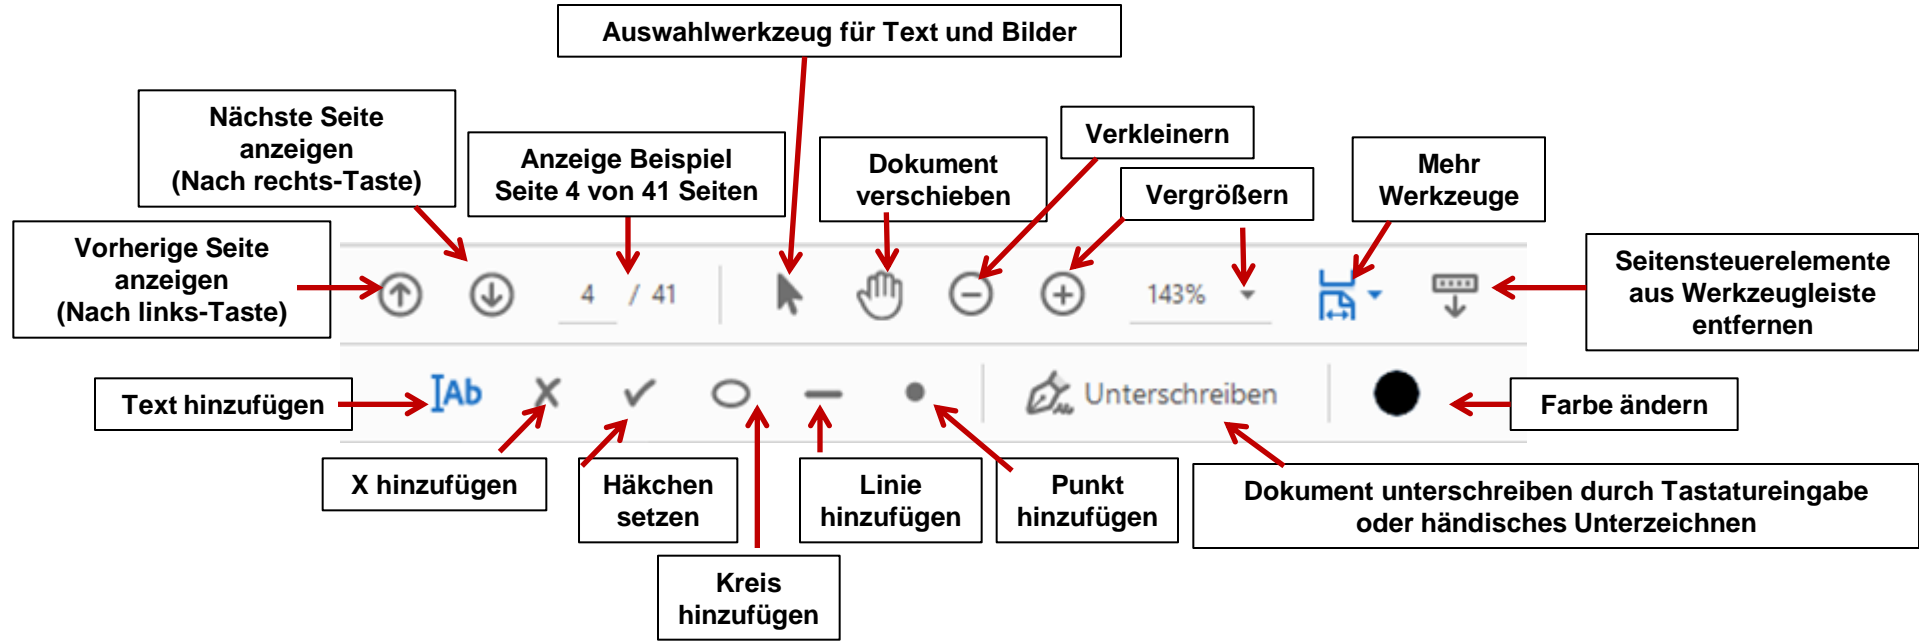 Auswahlwerkzeug für Text und Bilder
Nächste Seite
anzeigen
(Nach rechts-Taste)
Anzeige Beispiel
Seite 4 von 41 Seiten
Dokument
verschieben
Verkleinern
Vergrößern
Mehr
Werkzeuge
Vorherige Seite
anzeigen
(Nach links-Taste)
Seitensteuerelemente
aus Werkzeugleiste
entfernen
4 / 41
143%
Text hinzufügen
Ab
Unterschreiben
Farbe ändern
X hinzufügen
Häkchen
setzen
Linie
hinzufügen
Punkt
hinzufügen
Dokument unterschreiben durch Tastatureingabe
oder händisches Unterzeichnen
Kreis
hinzufügen